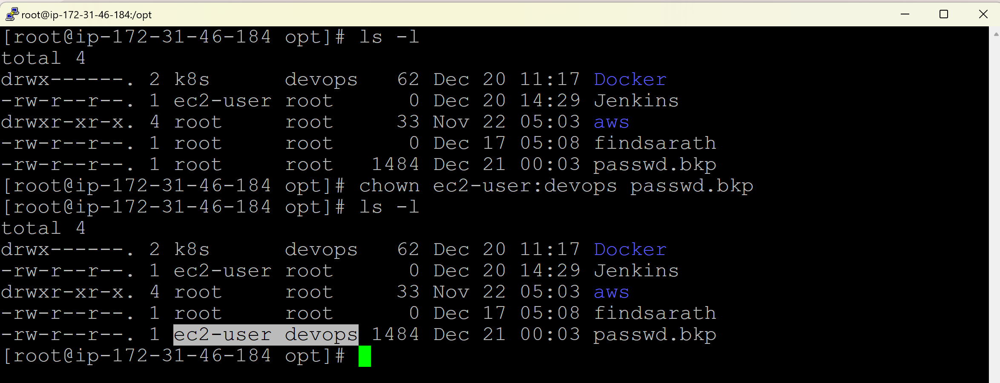 root@ip-172-31-46-184:/opt
[root@ip-172-31-46-184 opt]# ls -l
total 4
drwx------. 2 k8s      devops   62 Dec 20 11:17 Docker
-rw-r--r--. 1 ec2-user root      0 Dec 20 14:29 Jenkins
drwxr-xr-x. 4 root     root     33 Nov 22 05:03 aws
-rw-r--r--. 1 root     root      0 Dec 17 05:08 findsarath
-rw-r--r--. 1 root     root   1484 Dec 21 00:03 passwd.bkp
[root@ip-172-31-46-184 opt]# chown ec2-user:devops passwd.bkp
[root@ip-172-31-46-184 opt]# ls -l
total 4
drwx------. 2 k8s      devops   62 Dec 20 11:17 Docker
-rw-r--r--. 1 ec2-user root      0 Dec 20 14:29 Jenkins
drwxr-xr-x. 4 root     root     33 Nov 22 05:03 aws
-rw-r--r--. 1 root     root      0 Dec 17 05:08 findsarath
-rw-r--r--. 1 ec2-user devops 1484 Dec 21 00:03 passwd.bkp
[root@ip-172-31-46-184 opt]#